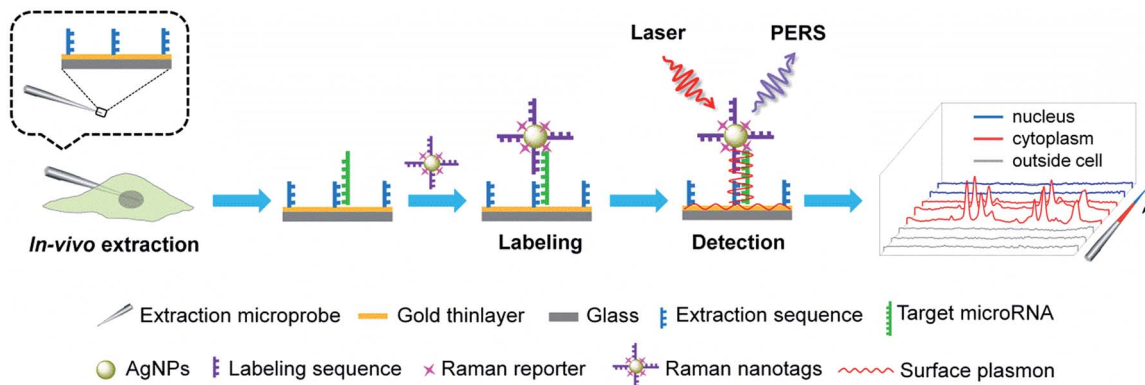 Laser PERS
nucleus
cytoplasm
outside cell
In-vivo extraction
Labeling
Detection
AgNPs
Extraction microprobe Gold thinlayer Glass Extraction sequence Target microRNA
AgNPs Labeling sequence Raman reporter Raman nanotags Surface plasmon